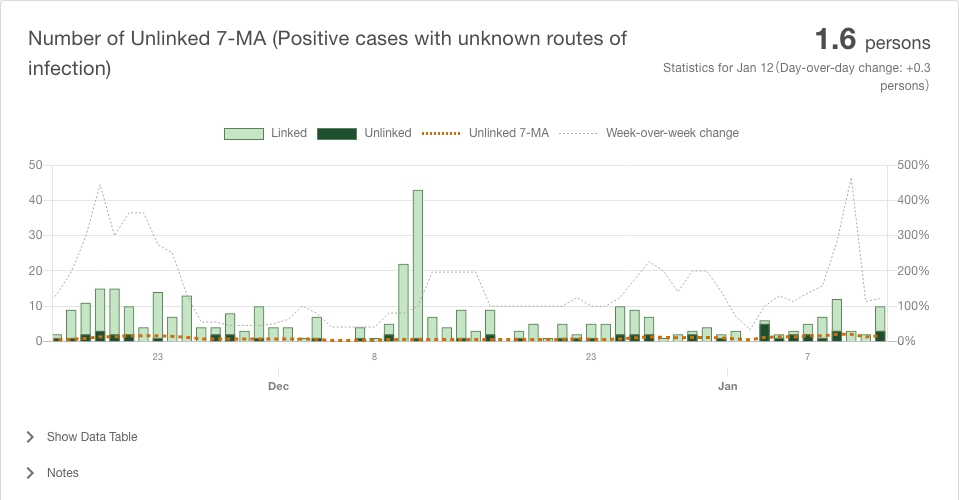 Number of Unlinked 7-MA (Positive cases with unknown routes of
infection)
1.6 persons
Statistics for Jan 12（Day-over-day change: +0.3
persons）
Linked Unlinked Unlinked 7-MA Week-over-week change
50 500%
40 400%
30 300%
20 200%
10 100%
0 0%
23 8 23 7
Dec Jan
Show Data Table
Notes